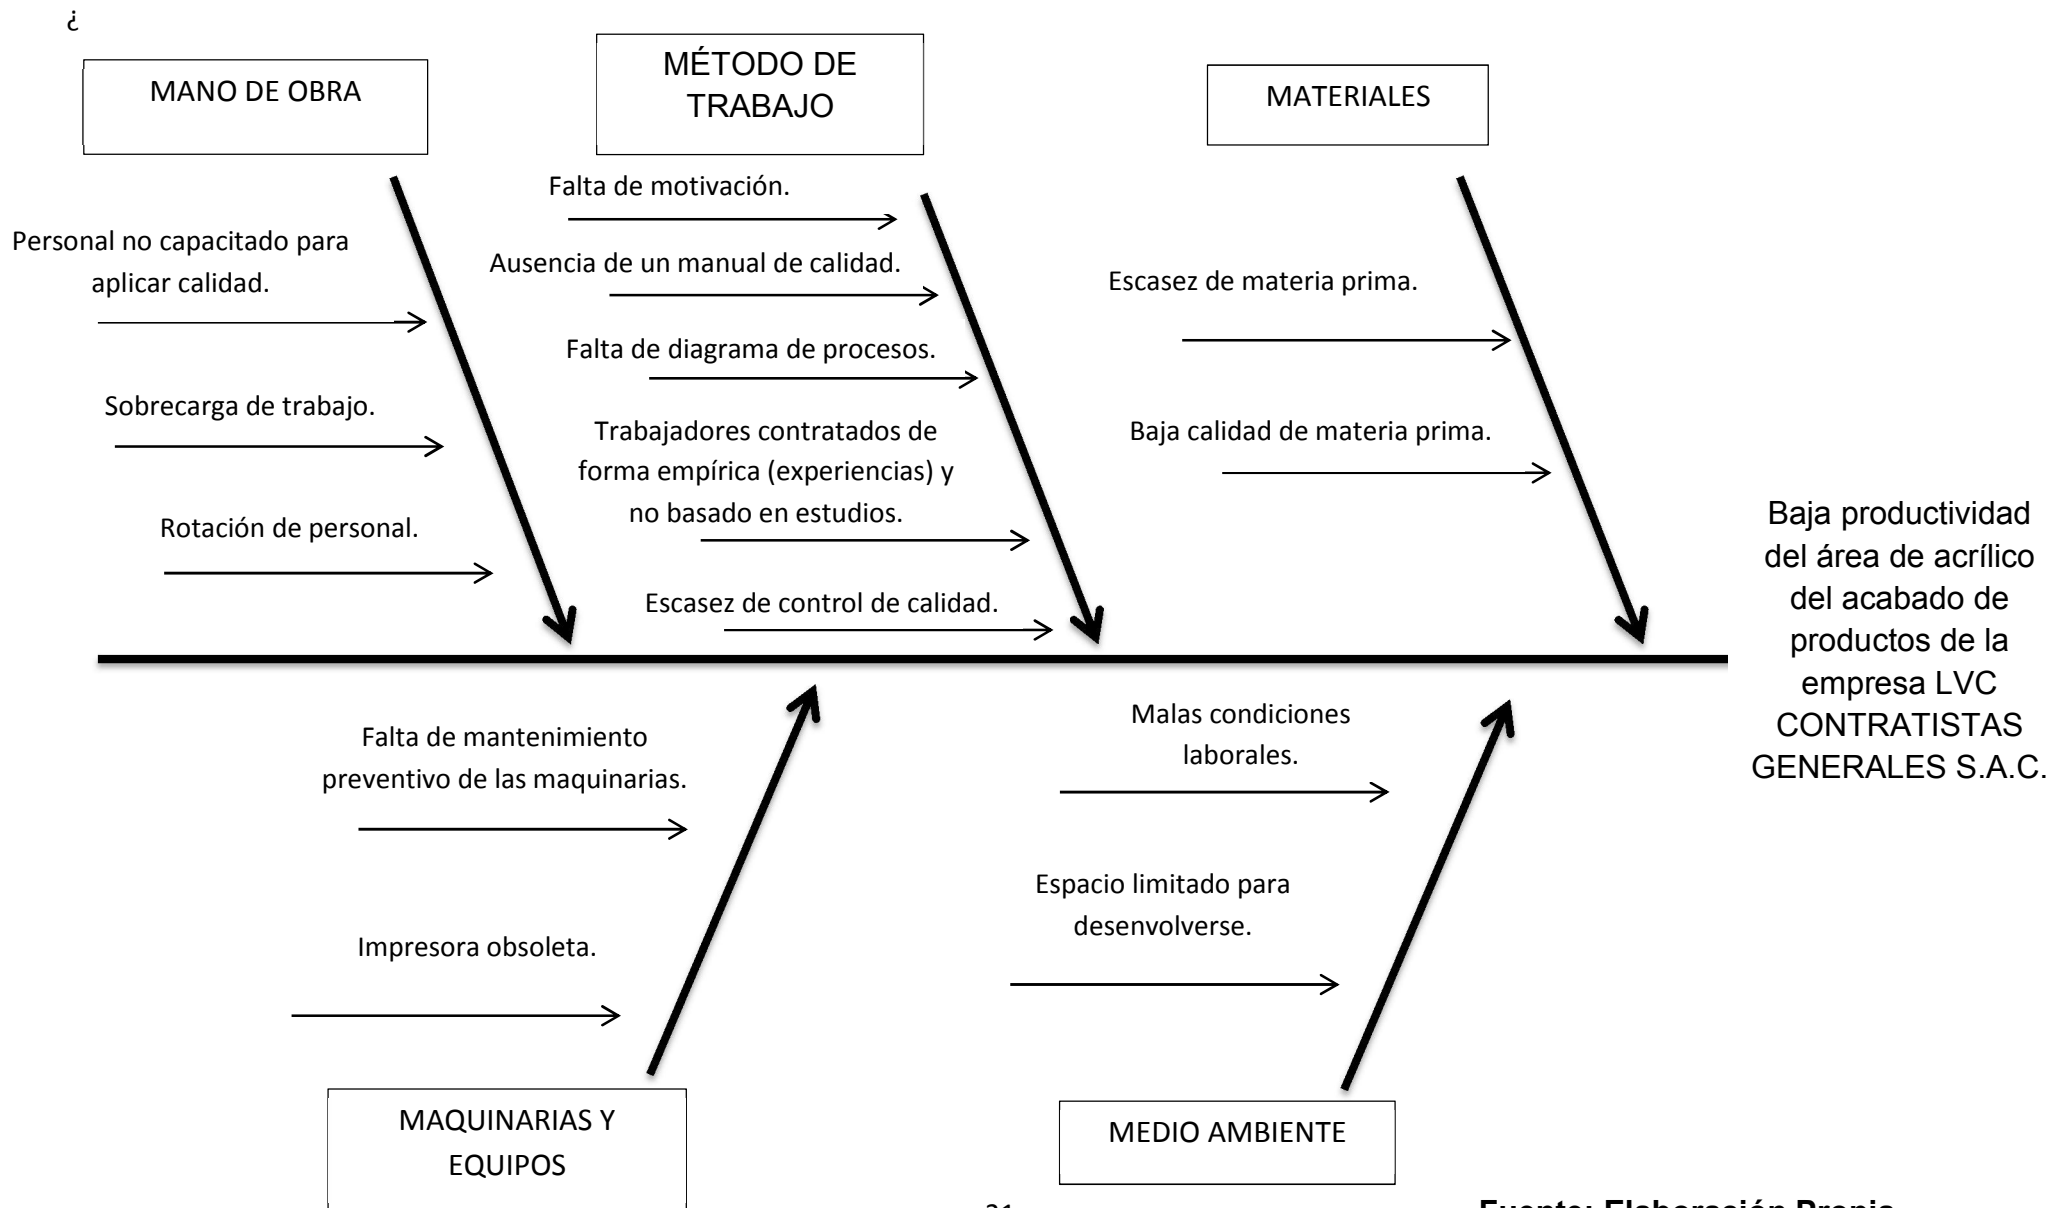 ¿
MANO DE OBRA
MÉTODO DE
TRABAJO
MATERIALES
Personal no capacitado para
aplicar calidad.
Sobrecarga de trabajo.
Rotación de personal.
Falta de motivación.
Ausencia de un manual de calidad.
Falta de diagrama de procesos.
Trabajadores contratados de
forma empírica (experiencias) y
no basado en estudios.
Escasez de control de calidad.
Escasez de materia prima.
Baja calidad de materia prima.
Baja productividad
del área de acrílico
del acabado de
productos de la
empresa LVC
CONTRATISTAS
GENERALES S.A.C.
Falta de mantenimiento
preventivo de las maquinarias.
Impresora obsoleta.
Malas condiciones
laborales.
Espacio limitado para
desenvolverse.
MAQUINARIAS Y
EQUIPOS
MEDIO AMBIENTE
Fuente: Elaboración Propia